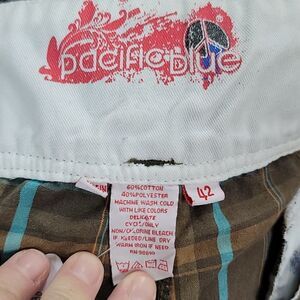 pacific blue
60%COTTON
40%POLYESTER
MACHINE WASH COLD
WITH LIKE COLORS
DELICATE
CYCLE ONLY
NON/CHLORINE BLEACH
IF NEEDED/LINE DRY
WARM IRON IF NEED
42